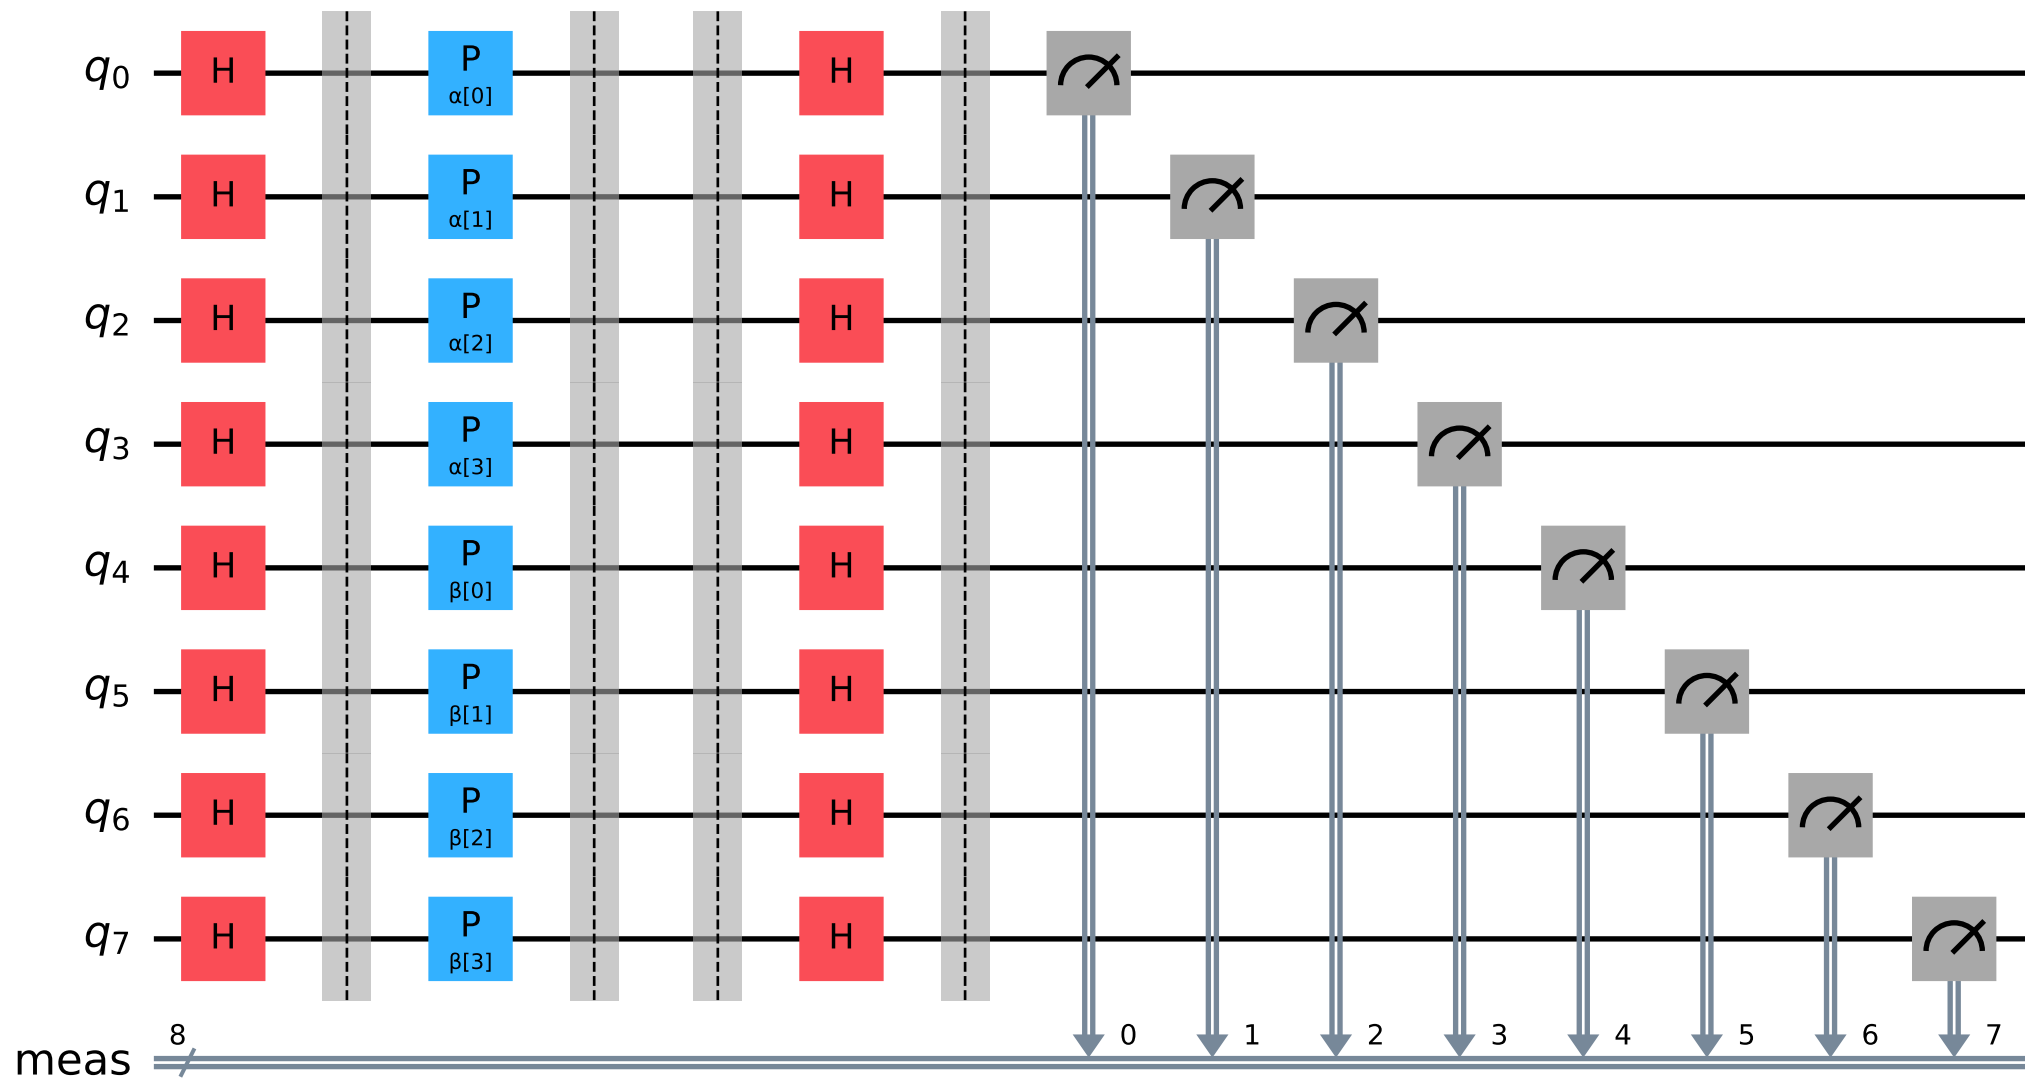 q0 H P α[0] H
q1 H P α[1] H
q2 H P α[2] H
q3 H P α[3] H
q4 H P β[0] H
q5 H P β[1] H
q6 H P β[2] H
q7 H P β[3] H
8 0 1 2 3 4 5 6 7
meas